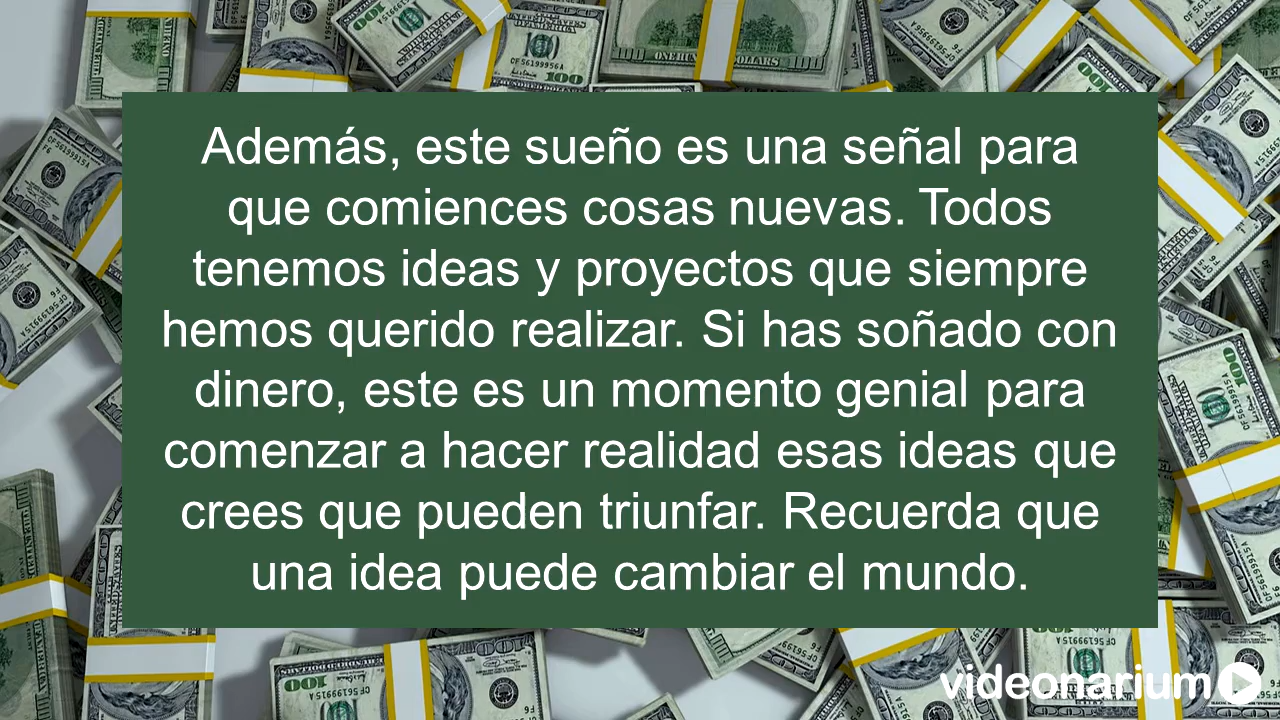 Además, este sueño es una señal para
que comiences cosas nuevas. Todos
tenemos ideas y proyectos que siempre
hemos querido realizar. Si has soñado con
dinero, este es un momento genial para
comenzar a hacer realidad esas ideas que
crees que pueden triunfar. Recuerda que
una idea puede cambiar el mundo.
videonarium